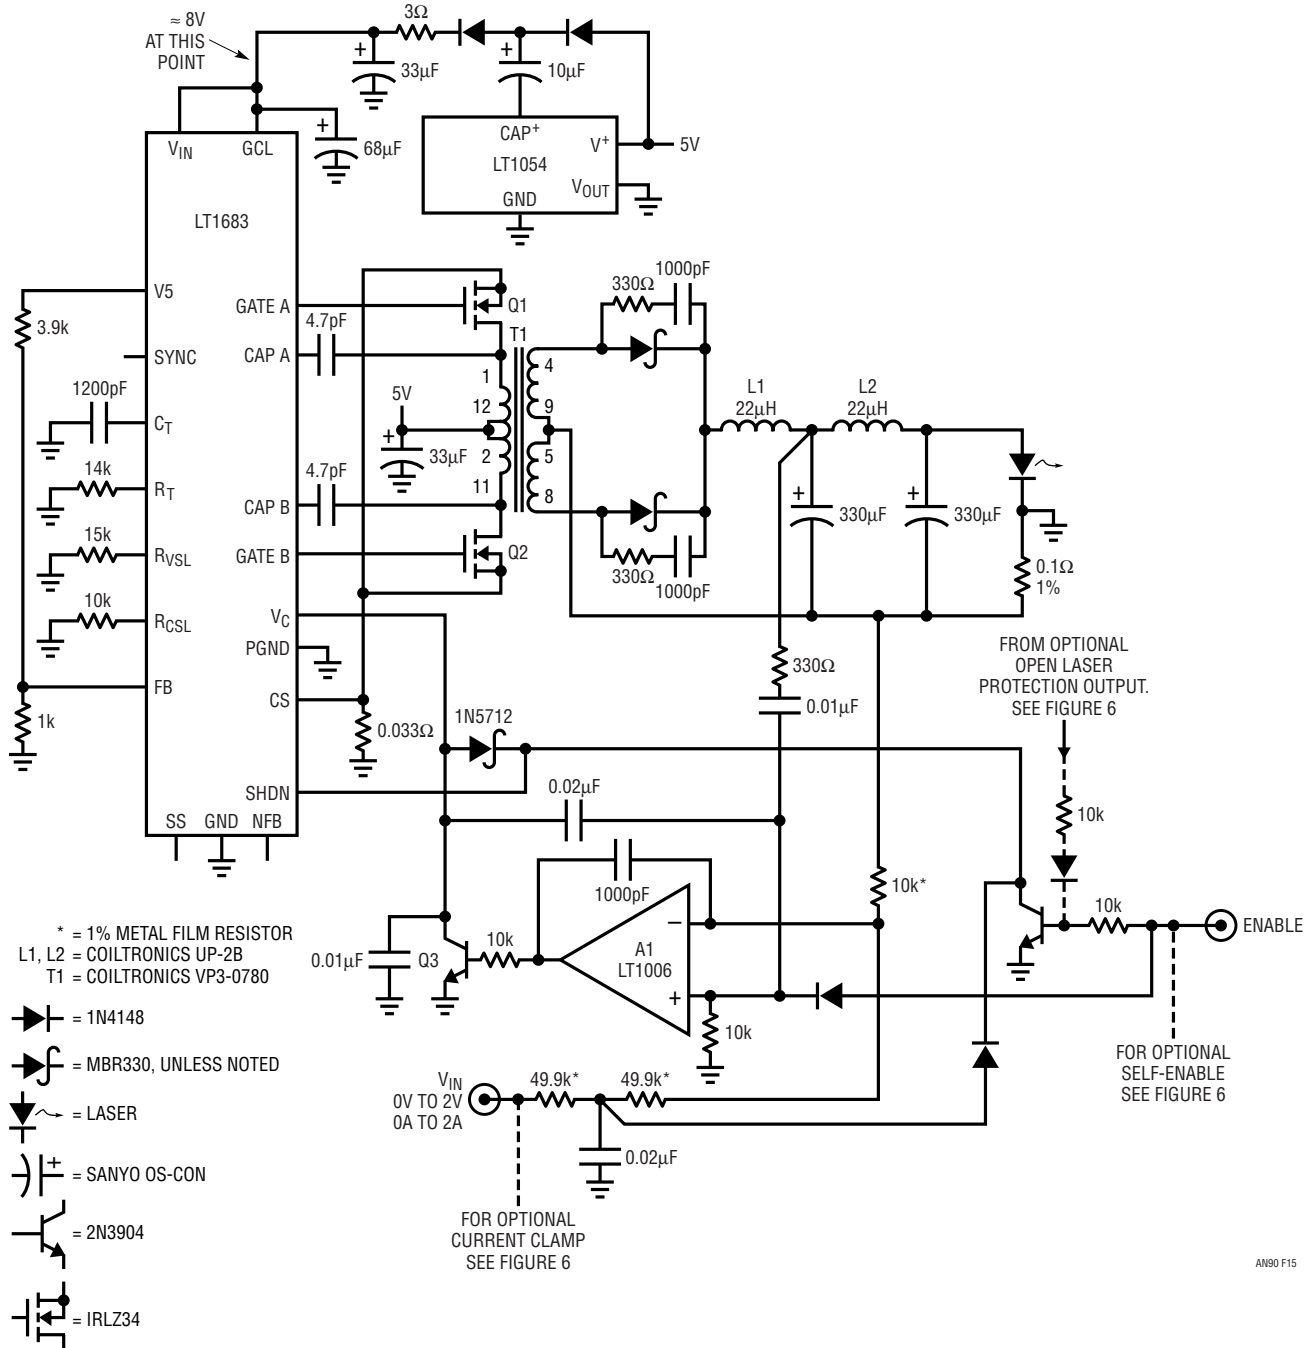 ≈ 8V
AT THIS
POINT
3Ω
+
33µF
+
10µF
+
68µF
CAP+
V+
5V
LT1054
VOUT
GND
VIN
GCL
LT1683
V5
3.9k
SYNC
1200pF
CT
14k
RT
15k
RVSL
10k
RCSL
FB
1k
SS
GND
NFB
GATE A
CAP A
CAP B
GATE B
VC
PGND
CS
SHDN
4.7pF
4.7pF
Q1
T1
Q2
5V
+
33µF
1
12
2
11
4
9
5
8
330Ω
1000pF
330Ω
1000pF
L1
22µH
L2
22µH
+
330µF
+
330µF
0.1Ω
1%
0.033Ω
1N5712
330Ω
0.01µF
0.02µF
FROM OPTIONAL
OPEN LASER
PROTECTION OUTPUT.
SEE FIGURE 6
10k
1000pF
10k*
–
A1
LT1006
+
10k
0.01µF
Q3
10k
10k
ENABLE
FOR OPTIONAL
SELF-ENABLE
SEE FIGURE 6
VIN
0V TO 2V
0A TO 2A
49.9k*
49.9k*
0.02µF
FOR OPTIONAL
CURRENT CLAMP
SEE FIGURE 6
* = 1% METAL FILM RESISTOR
L1, L2 = COILTRONICS UP-2B
T1 = COILTRONICS VP3-0780
= 1N4148
= MBR330, UNLESS NOTED
= LASER
+
= SANYO OS-CON
= 2N3904
= IRLZ34
AN90 F15